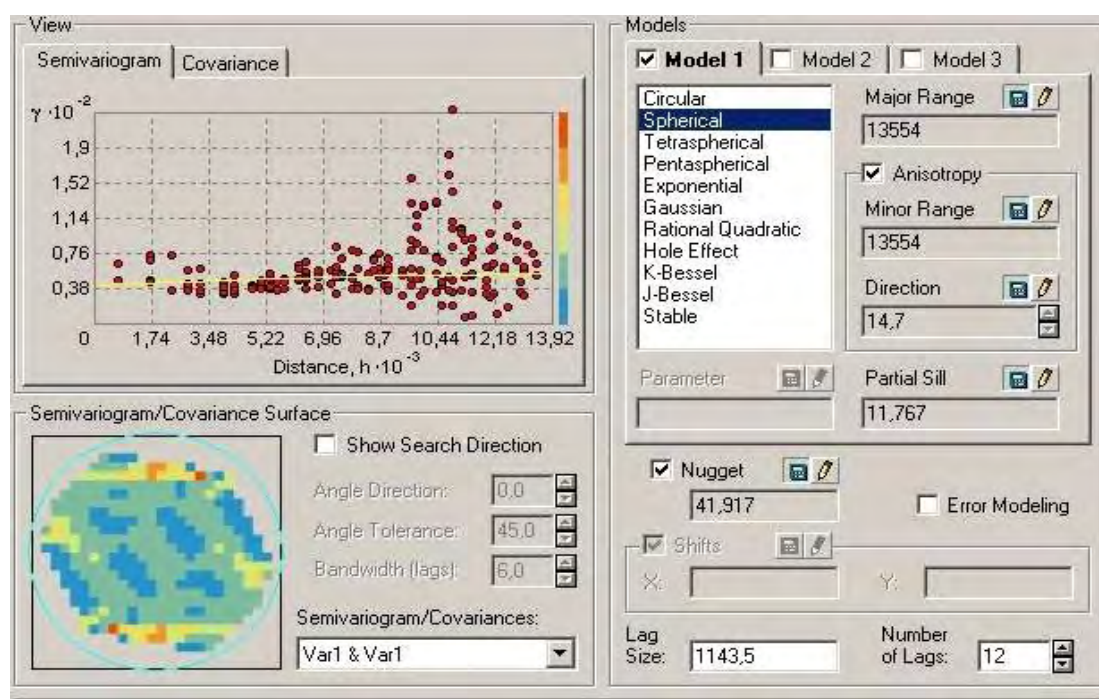 View
Semivariogram Covariance
γ ·10 -2
1,9
1,52
1,14
0,76
0,38
0 1,74 3,48 5,22 6,96 8,7 10,44 12,18 13,92
Distance, h ·10 -3
Semivariogram/Covariance Surface
Show Search Direction
Angle Direction: 0,0
Angle Tolerance: 45,0
Bandwidth (lags): 6,0
Semivariogram/Covariances:
Var1 & Var1
Models
Model 1 Model 2 Model 3
Circular
Spherical
Tetraspherical
Pentaspherical
Exponential
Gaussian
Rational Quadratic
Hole Effect
K-Bessel
J-Bessel
Stable
Major Range
13554
Anisotropy
Minor Range
13554
Direction
14,7
Parameter
Partial Sill
11,767
Nugget
41,917
Error Modeling
Shifts
X: Y:
Lag Size: 1143,5
Number of Lags: 12